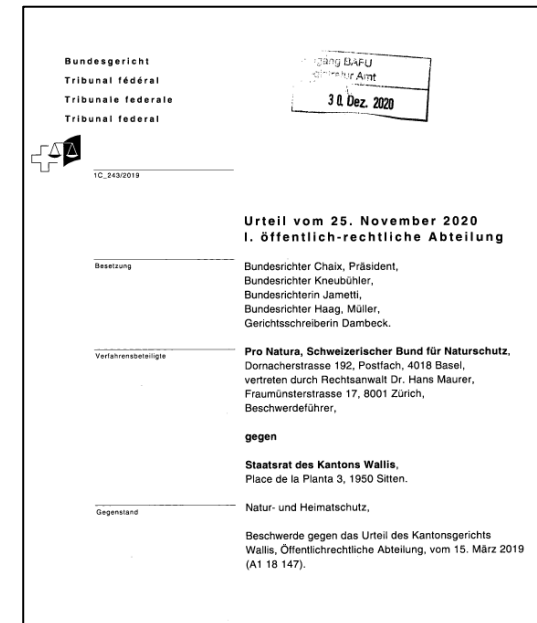 Bundesgericht
Tribunal fédéral
Tribunale federale
Tribunal federal
BAFU
Amt
30. Dez. 2020
1C_243/2019
Urteil vom 25. November 2020
I. öffentlich-rechtliche Abteilung
Besetzung
Bundesrichter Chaix, Präsident,
Bundesrichter Kneubühler,
Bundesrichterin Jametti,
Bundesrichter Haag, Müller,
Gerichtsschreiberin Dambeck.
Verfahrensbeteiligte
Pro Natura, Schweizerischer Bund für Naturschutz,
Dornacherstrasse 192, Postfach, 4018 Basel,
vertreten durch Rechtsanwalt Dr. Hans Maurer,
Fraumünsterstrasse 17, 8001 Zürich,
Beschwerdeführer,
gegen
Staatsrat des Kantons Wallis,
Place de la Planta 3, 1950 Sitten.
Gegenstand
Natur- und Heimatschutz,
Beschwerde gegen das Urteil des Kantonsgerichts
Wallis, Öffentlichrechtliche Abteilung, vom 15. März 2019
(A1 18 147).